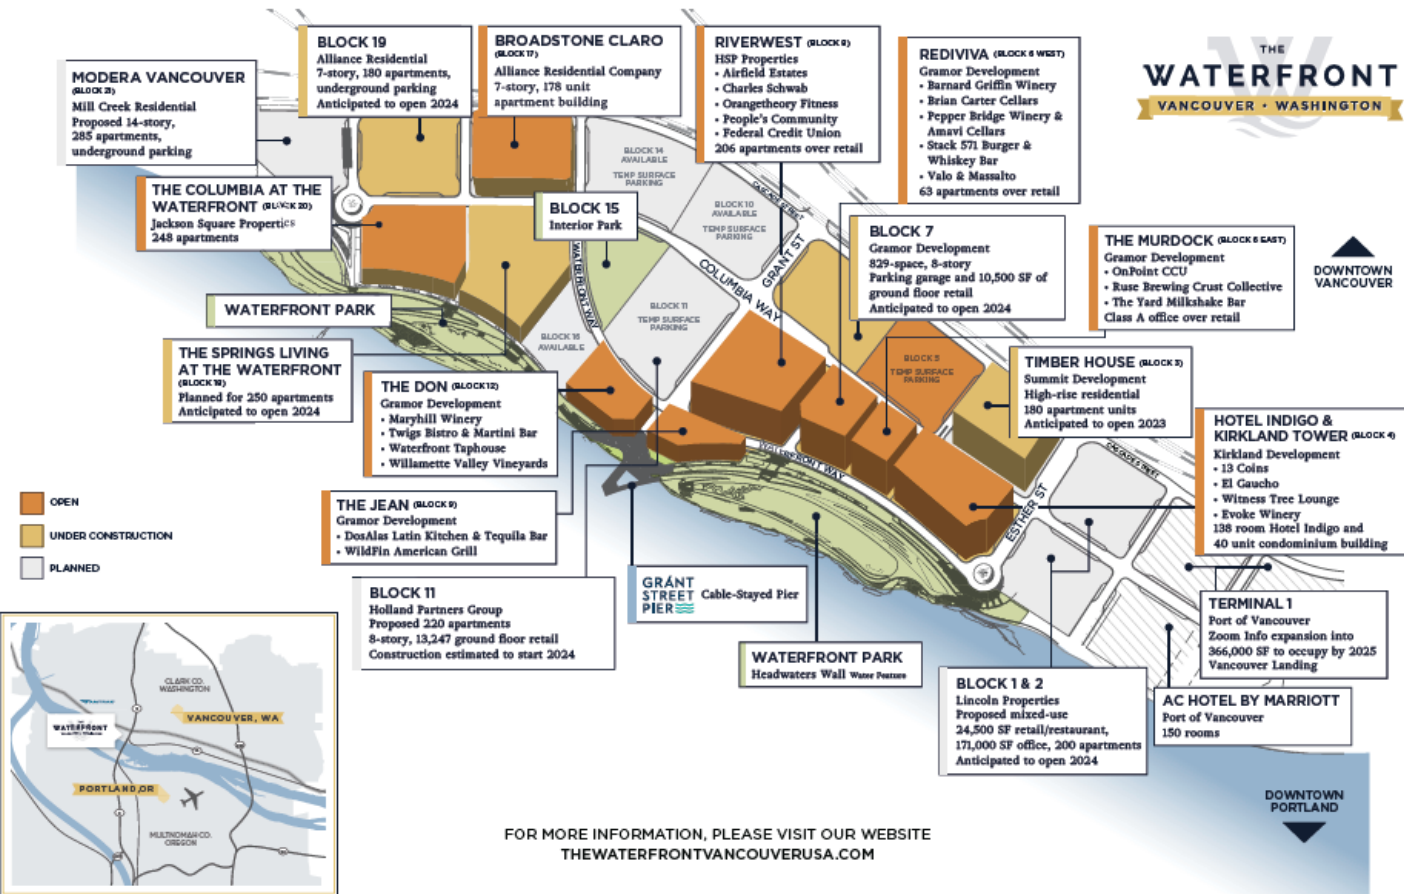 THE
WATERFRONT
VANCOUVER • WASHINGTON
MODERA VANCOUVER
(BLOCK 21)
Mill Creek Residential
Proposed 14-story,
285 apartments,
underground parking
BLOCK 19
Alliance Residential
7-story, 180 apartments,
underground parking
Anticipated to open 2024
BROADSTONE CLARO
(BLOCK 17)
Alliance Residential Company
7-story, 178 unit
apartment building
RIVERWEST (BLOCK 8)
HSP Properties
• Airfield Estates
• Charles Schwab
• Orangetheory Fitness
• People's Community
• Federal Credit Union
206 apartments over retail
REDIVIVA (BLOCK 6 WEST)
Gramor Development
• Barnard Griffin Winery
• Brian Carter Cellars
• Pepper Bridge Winery &
Amavi Cellars
• Stack 571 Burger &
Whiskey Bar
• Valo & Massalto
63 apartments over retail
THE COLUMBIA AT THE
WATERFRONT (BLOCK 20)
Jackson Square Properties
248 apartments
BLOCK 15
Interior Park
BLOCK 14
AVAILABLE
TEMP SURFACE
PARKING
BLOCK 10
AVAILABLE
TEMP SURFACE
PARKING
CASCADE STREET
GRANT ST
COLUMBIA WAY
WATERFRONT WAY
BLOCK 7
Gramor Development
829-space, 8-story
Parking garage and 10,500 SF of
ground floor retail
Anticipated to open 2024
THE MURDOCK (BLOCK 6 EAST)
Gramor Development
• OnPoint CCU
• Ruse Brewing Crust Collective
• The Yard Milkshake Bar
Class A office over retail
DOWNTOWN
VANCOUVER
WATERFRONT PARK
BLOCK 11
TEMP SURFACE
PARKING
BLOCK 16
AVAILABLE
BLOCK 5
TEMP SURFACE
PARKING
THE SPRINGS LIVING
AT THE WATERFRONT
(BLOCK 18)
Planned for 250 apartments
Anticipated to open 2024
THE DON (BLOCK 12)
Gramor Development
• Maryhill Winery
• Twigs Bistro & Martini Bar
• Waterfront Taphouse
• Willamette Valley Vineyards
TIMBER HOUSE (BLOCK 3)
Summit Development
High-rise residential
180 apartment units
Anticipated to open 2023
HOTEL INDIGO &
KIRKLAND TOWER (BLOCK 4)
Kirkland Development
• 13 Coins
• El Gaucho
• Witness Tree Lounge
• Evoke Winery
138 room Hotel Indigo and
40 unit condominium building
WATERFRONT WAY
CASCADE STREET
ESTHER ST
OPEN
UNDER CONSTRUCTION
PLANNED
THE JEAN (BLOCK 9)
Gramor Development
• DosAlas Latin Kitchen & Tequila Bar
• WildFin American Grill
BLOCK 11
Holland Partners Group
Proposed 220 apartments
8-story, 13,247 ground floor retail
Construction estimated to start 2024
GRANT
STREET
PIER
Cable-Stayed Pier
WATERFRONT PARK
Headwaters Wall Water Feature
TERMINAL 1
Port of Vancouver
Zoom Info expansion into
366,000 SF to occupy by 2025
Vancouver Landing
BLOCK 1 & 2
Lincoln Properties
Proposed mixed-use
24,500 SF retail/restaurant,
171,000 SF office, 200 apartments
Anticipated to open 2024
AC HOTEL BY MARRIOTT
Port of Vancouver
150 rooms
CLARK CO.
WASHINGTON
WATERFRONT
VANCOUVER, WA
PORTLAND, OR
MULTNOMAH CO.
OREGON
DOWNTOWN
PORTLAND
FOR MORE INFORMATION, PLEASE VISIT OUR WEBSITE
THEWATERFRONTVANCOUVERUSA.COM